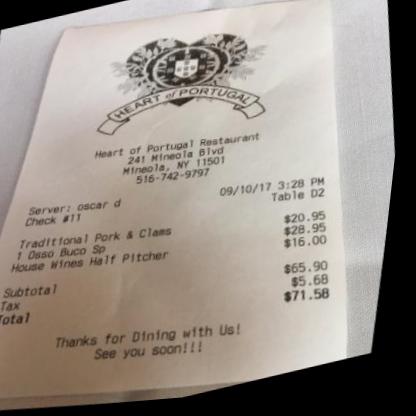 HEART of PORTUGAL
Heart of Portugal Restaurant
241 Mineola Blvd
Mineola, NY 11501
516-742-9797
09/10/17 3:28 PM
Server: oscar d Table D2
Check #11
Traditional Pork & Clams $20.95
1 Osso Buco Sp $28.95
House Wines Half Pitcher $16.00
Subtotal $65.90
Tax $5.68
Total $71.58
Thanks for Dining with Us!
See you soon!!!